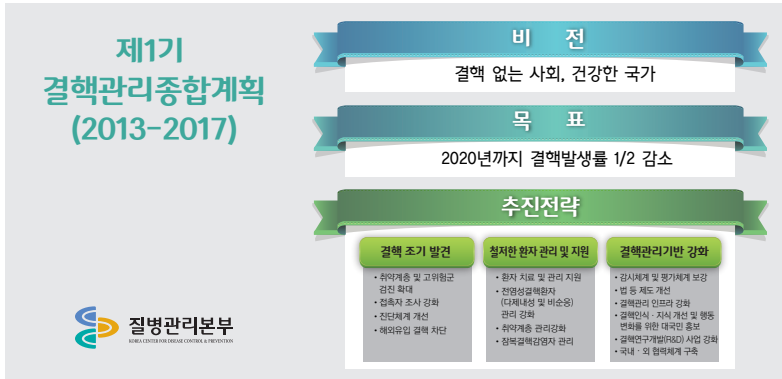 제1기
결핵관리종합계획
(2013-2017)
비 전
결핵 없는 사회, 건강한 국가
목 표
2020년까지 결핵발생률 1/2 감소
추진전략
결핵 조기 발견
• 취약계층 및 고위험군
검진 확대
• 접촉자 조사 강화
• 진단체계 개선
• 해외유입 결핵 차단
철저한 환자 관리 및 지원
• 환자 치료 및 관리 지원
• 전염성결핵환자
(다제내성 및 비순응)
관리 강화
• 취약계층 관리강화
• 잠복결핵감염자 관리
결핵관리기반 강화
• 감시체계 및 평가체계 보강
• 법 등 제도 개선
• 결핵관리 인프라 강화
• 결핵인식 · 지식 개선 및 행동
변화를 위한 대국민 홍보
• 결핵연구개발(R&D) 사업 강화
• 국내 · 외 협력체계 구축
질병관리본부
KOREA CENTER FOR DISEASE CONTROL & PREVENTION